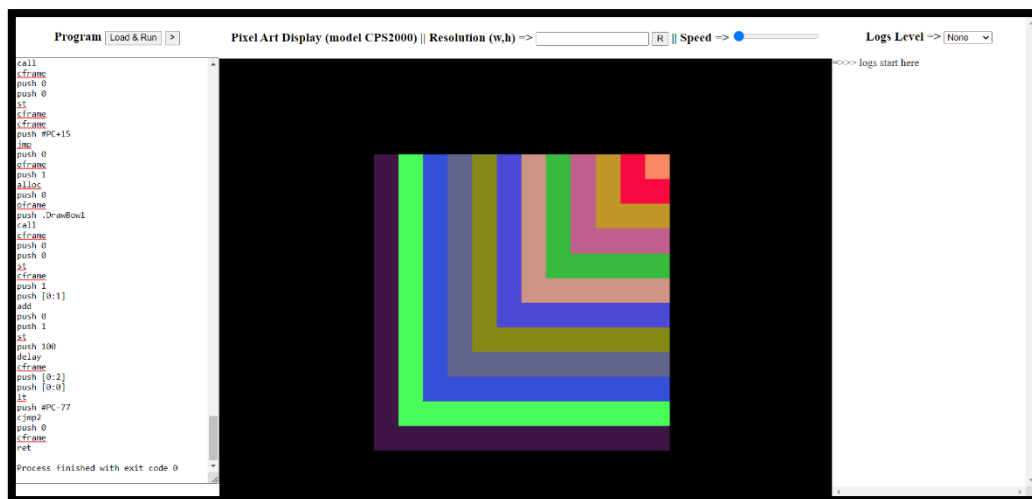 Program Load & Run > Pixel Art Display (model CPS2000) || Resolution (w,h) => R || Speed => Logs Level => None
call
cframe
push 0
push 0
st
cframe
cframe
push #PC+15
jmp
push 0
oframe
push 1
alloc
push 0
oframe
push .DrawBow1
call
cframe
push 0
push 0
st
cframe
push 1
push [0:1]
add
push 0
push 1
st
push 100
delay
cframe
push [0:2]
push [0:0]
lt
push #PC-77
cjmp2
push 0
cframe
ret
Process finished with exit code 0
=>>> logs start here